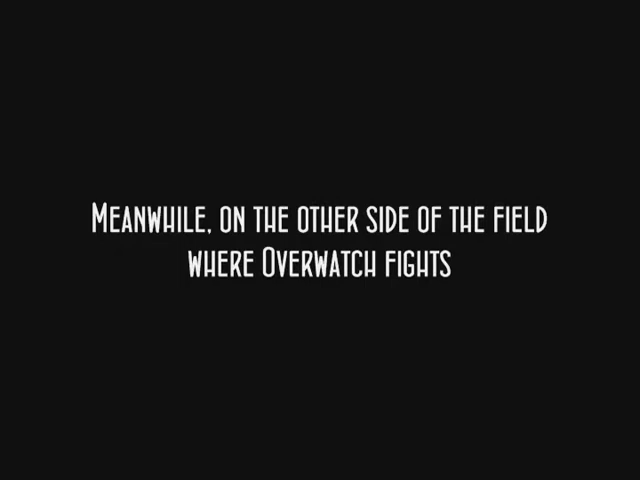 Meanwhile, on the other side of the field
where Overwatch fights